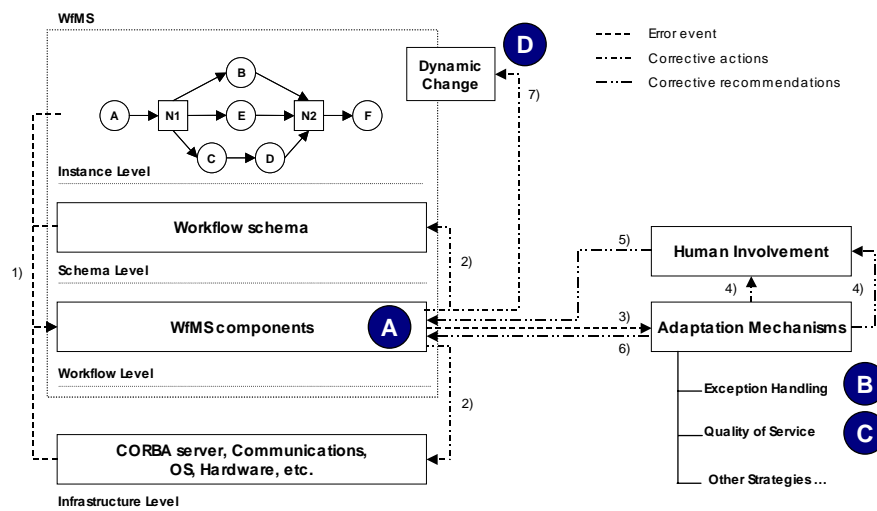 WfMS
D
Error event
Corrective actions
Corrective recommendations
Dynamic
Change
7)
B
A
N1
E
N2
F
C
D
Instance Level
Workflow schema
5)
Human Involvement
1)
2)
Schema Level
4)
4)
WfMS components
A
3)
Adaptation Mechanisms
6)
Workflow Level
2)
Exception Handling
B
Quality of Service
C
CORBA server, Communications,
OS, Hardware, etc.
Other Strategies ...
Infrastructure Level